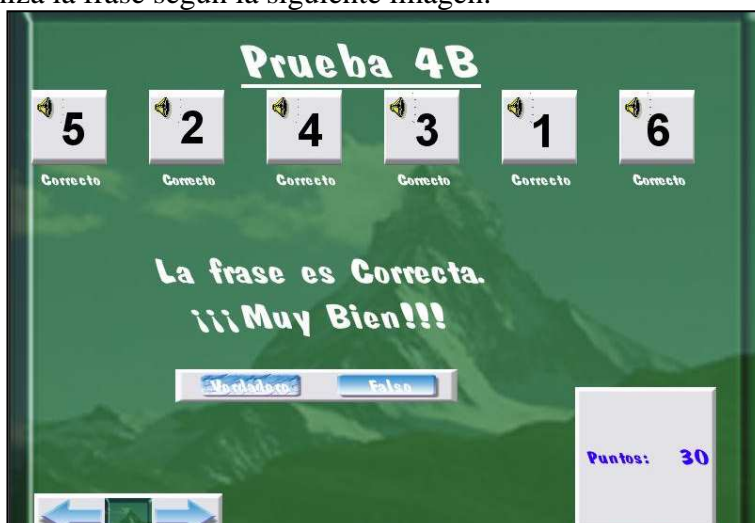 la frase según la siguiente imagen.
Prueba 4B
5 2 4 3 1 6
Correcto Correcto Correcto Correcto Correcto Correcto
La frase es Correcta.
¡¡¡Muy Bien!!!
Verdadero Falso
Puntos: 30